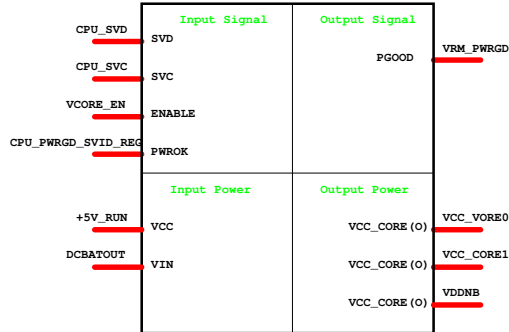 Input Signal
Output Signal
CPU_SVD
SVD
VRM_PWRGD
PGOOD
CPU_SVC
SVC
VCORE_EN
ENABLE
CPU_PWRGD_SVID_REG
PWROK
Input Power
Output Power
+5V_RUN
VCC
VCC_CORE(O)
VCC_VORE0
DCBATOUT
VIN
VCC_CORE(O)
VCC_CORE1
VCC_CORE(O)
VDDNB